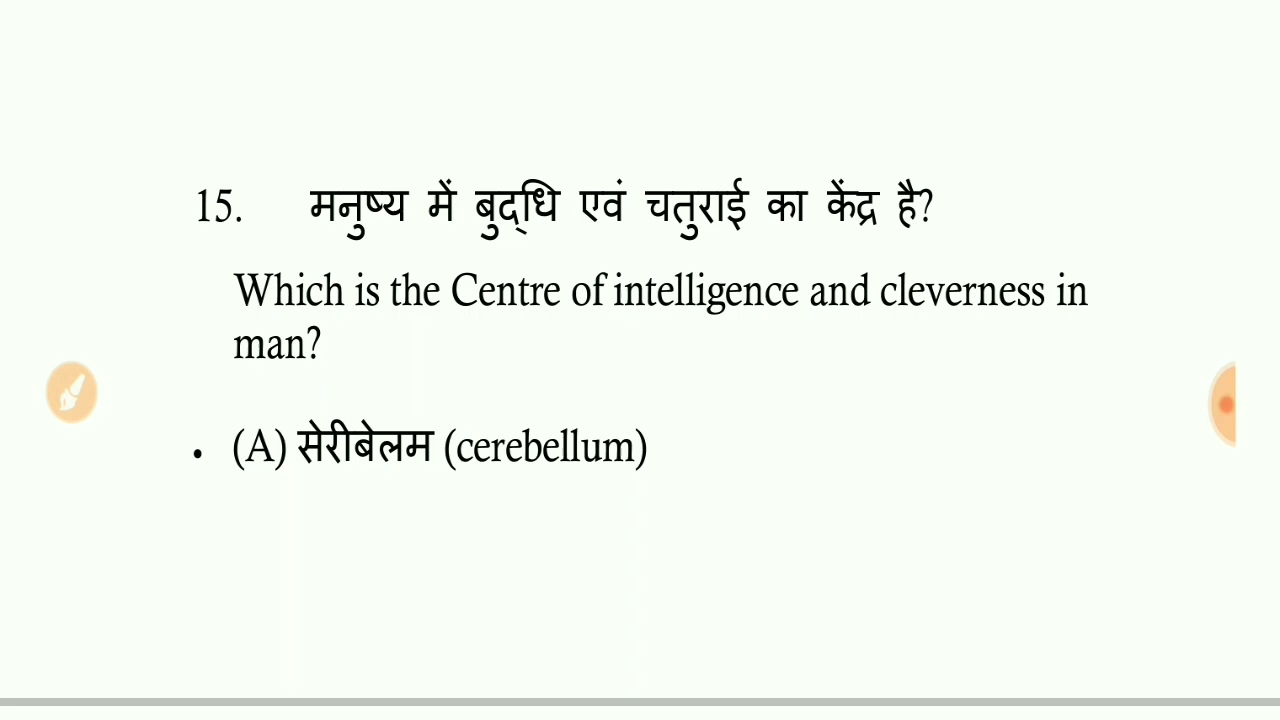 15. मनुष्य में बुद्‌धि एवं चतुराई का केंद्र है?
Which is the Centre of intelligence and cleverness in
man?
• (A) सेरीबेलम (cerebellum)